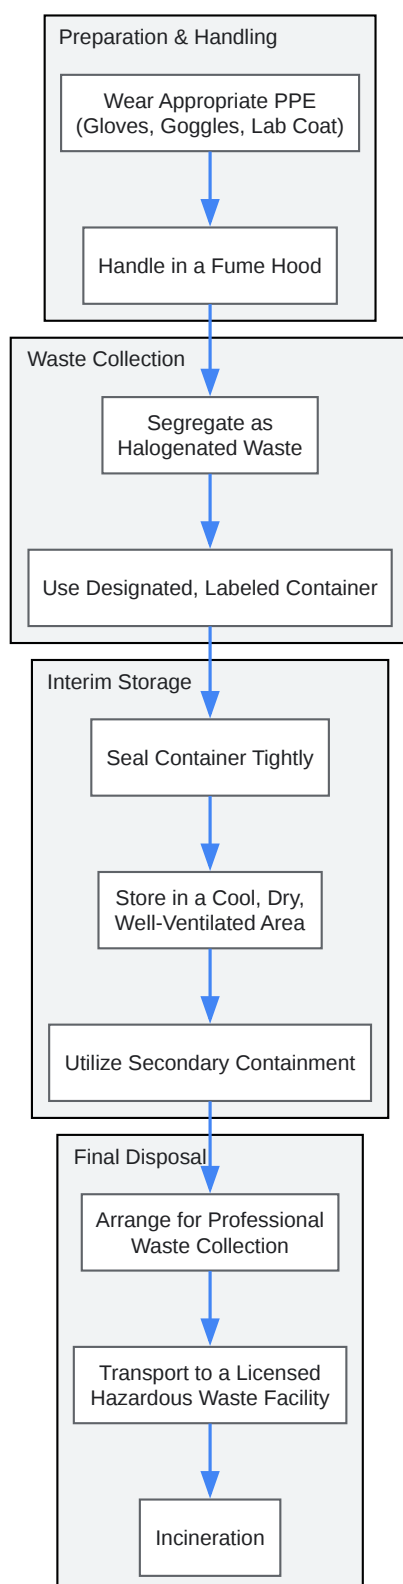 Preparation & Handling
Wear Appropriate PPE
(Gloves, Goggles, Lab Coat)
Handle in a Fume Hood
Waste Collection
Segregate as
Halogenated Waste
Use Designated, Labeled Container
Interim Storage
Seal Container Tightly
Store in a Cool, Dry,
Well-Ventilated Area
Utilize Secondary Containment
Final Disposal
Arrange for Professional
Waste Collection
Transport to a Licensed
Hazardous Waste Facility
Incineration